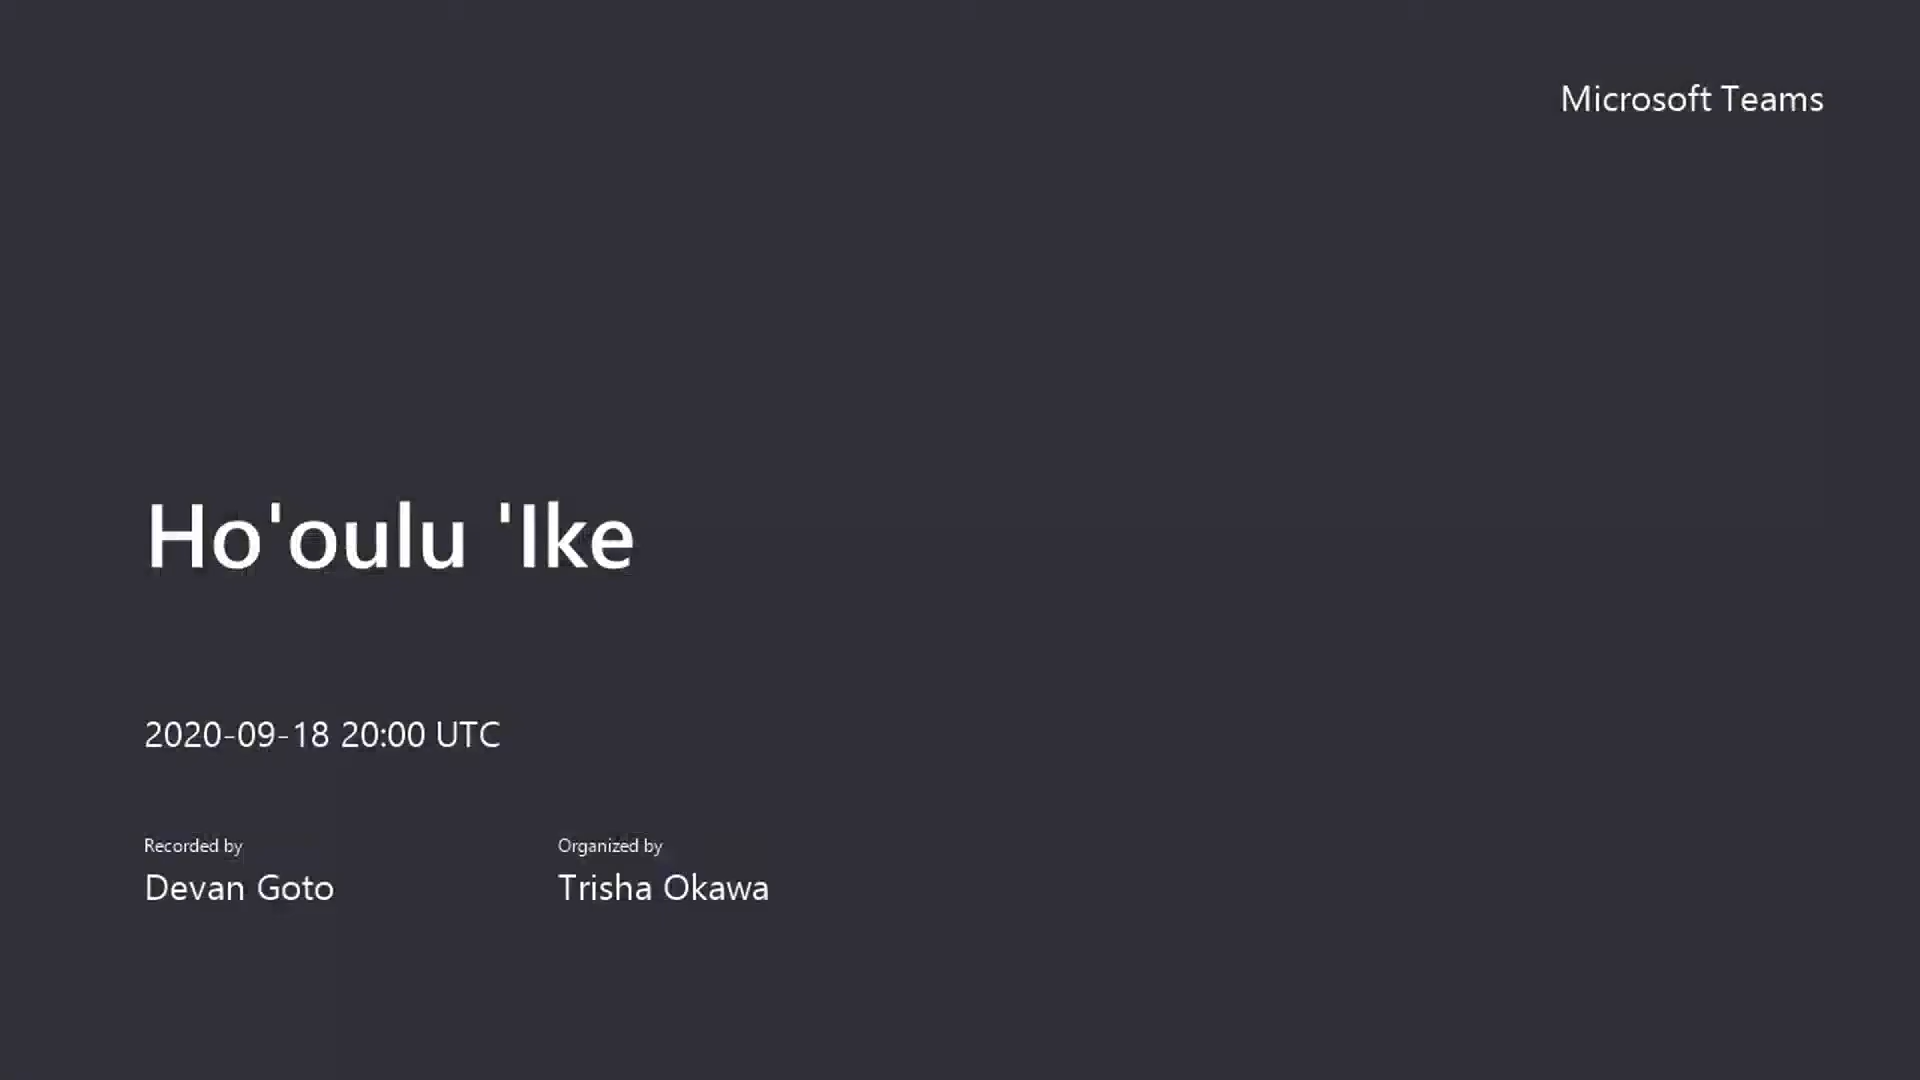 Microsoft Teams
Ho'oulu 'Ike
2020-09-18 20:00 UTC
Recorded by
Devan Goto
Organized by
Trisha Okawa